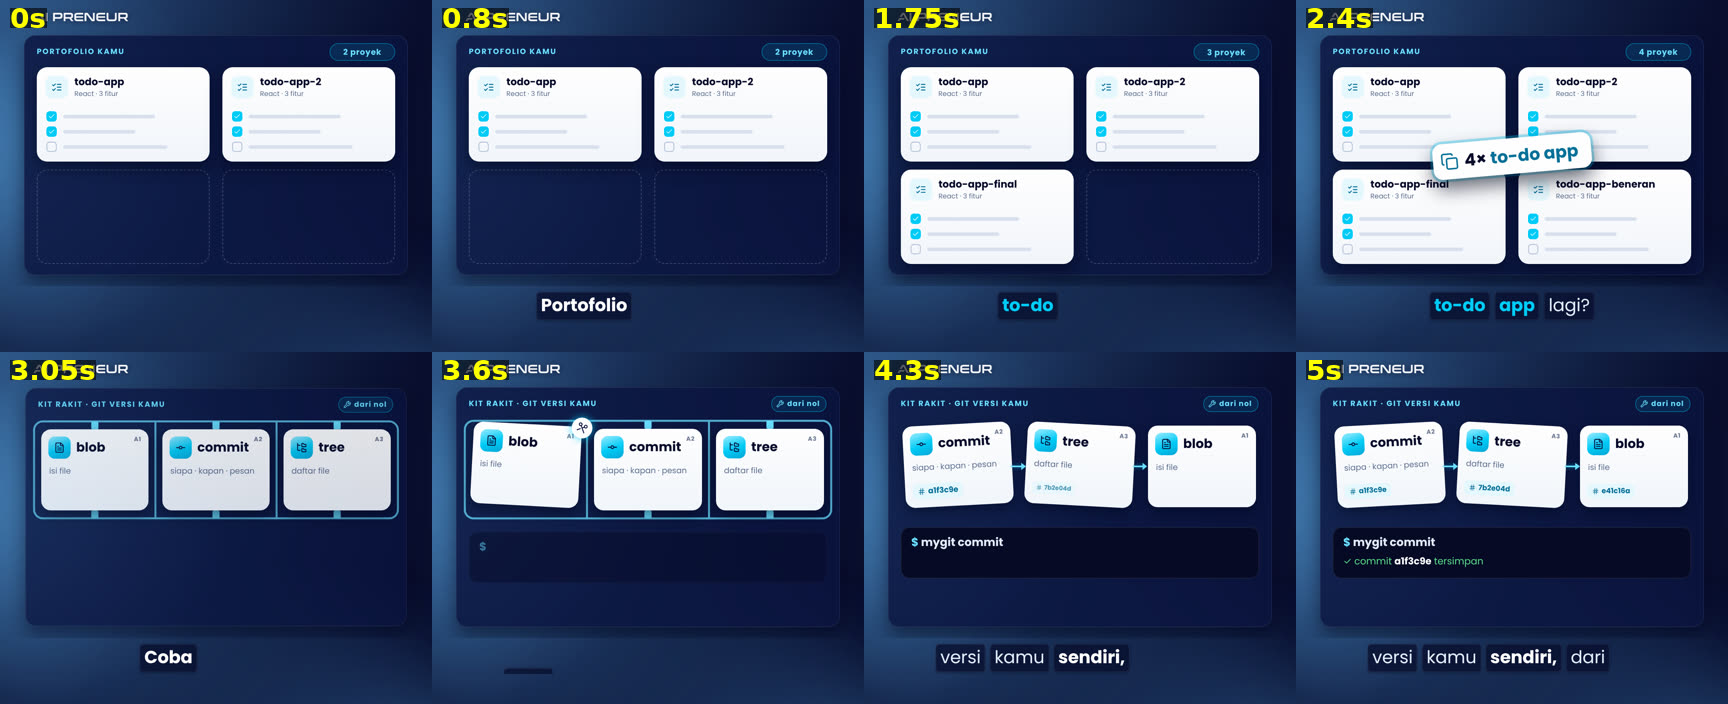 0s PRENEUR
PORTOFOLIO KAMU
2 proyek
todo-app
React · 3 fitur
todo-app-2
React · 3 fitur
0.8s ENEUR
PORTOFOLIO KAMU
2 proyek
todo-app
React · 3 fitur
todo-app-2
React · 3 fitur
Portofolio
1.75s ENEUR
PORTOFOLIO KAMU
3 proyek
todo-app
React · 3 fitur
todo-app-2
React · 3 fitur
todo-app-final
React · 3 fitur
to-do
2.4s ENEUR
PORTOFOLIO KAMU
4 proyek
todo-app
React · 3 fitur
todo-app-2
React · 3 fitur
4× to-do app
todo-app-final
React · 3 fitur
todo-app-beneran
React · 3 fitur
to-do app lagi?
3.05s ENEUR
KIT RAKIT · GIT VERSI KAMU
dari nol
blob
A1
isi file
commit
A2
siapa · kapan · pesan
tree
A3
daftar file
Coba
3.6s ENEUR
KIT RAKIT · GIT VERSI KAMU
dari nol
blob
isi file
commit
A2
siapa · kapan · pesan
tree
A3
daftar file
$
4.3s ENEUR
KIT RAKIT · GIT VERSI KAMU
dari nol
commit
A2
siapa · kapan · pesan
# a1f3c9e
tree
A3
daftar file
# 7b2e04d
blob
A1
isi file
$ mygit commit
versi kamu sendiri,
5s PRENEUR
KIT RAKIT · GIT VERSI KAMU
dari nol
commit
A2
siapa · kapan · pesan
# a1f3c9e
tree
A3
daftar file
# 7b2e04d
blob
A1
isi file
# e41c16a
$ mygit commit
✓ commit a1f3c9e tersimpan
versi kamu sendiri, dari